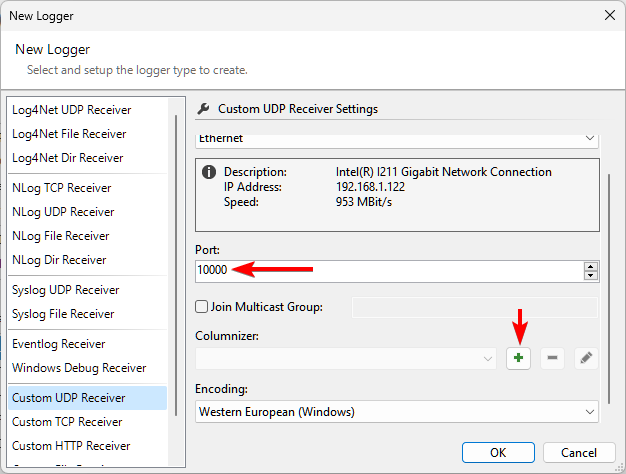 New Logger
New Logger
Select and setup the logger type to create.
Log4Net UDP Receiver
Log4Net File Receiver
Log4Net Dir Receiver
NLog TCP Receiver
NLog UDP Receiver
NLog File Receiver
NLog Dir Receiver
Syslog UDP Receiver
Syslog File Receiver
Eventlog Receiver
Windows Debug Receiver
Custom UDP Receiver
Custom TCP Receiver
Custom HTTP Receiver
Custom UDP Receiver Settings
Ethernet
Description: Intel(R) I211 Gigabit Network Connection
IP Address: 192.168.1.122
Speed: 953 MBit/s
Port:
10000
Join Multicast Group:
Columnizer:
Encoding:
Western European (Windows)
OK Cancel